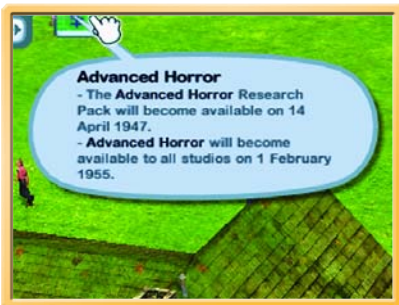 Advanced Horror
- The Advanced Horror Research
Pack will become available on 14
April 1947.
- Advanced Horror will become
available to all studios on 1 February
1955.